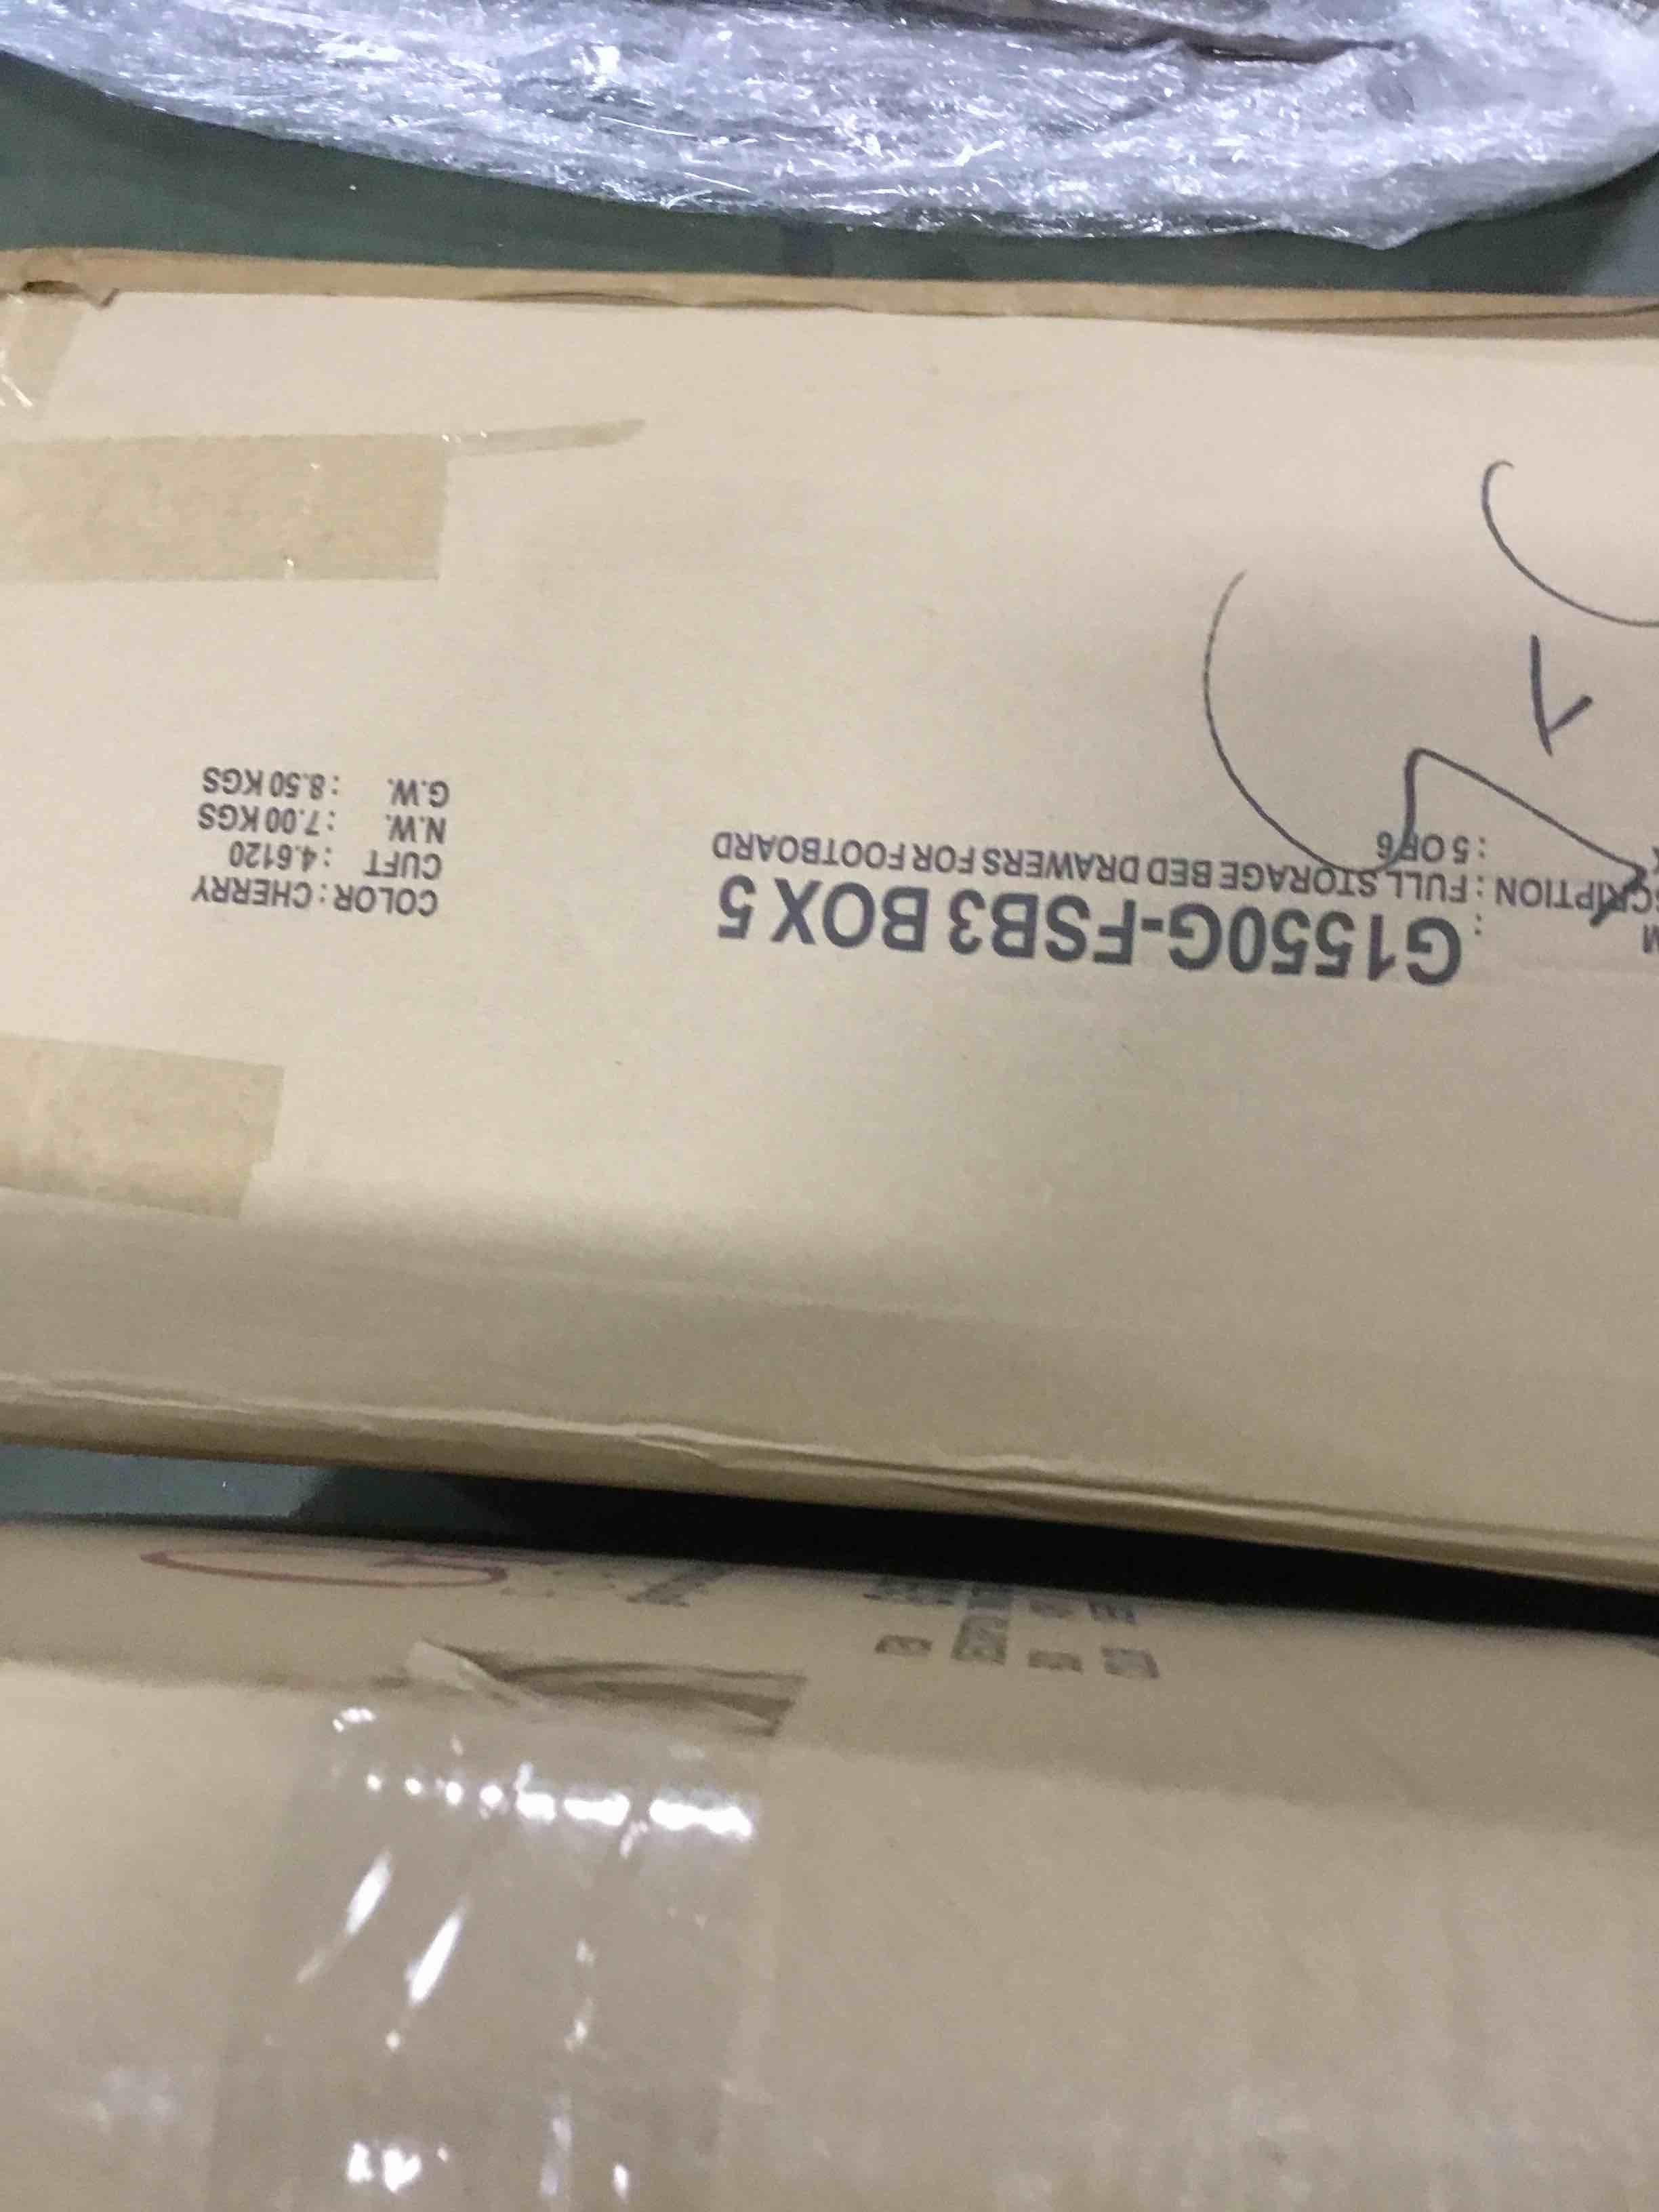 : G1550G-FSB3 BOX 5
CRIPTION : FULL STORAGE BED DRAWERS FOR FOOTBOARD
: 5 OF 6
COLOR : CHERRY
CUFT : 4.6120
N.W. : 7.00 KGS
G.W. : 8.50 KGS